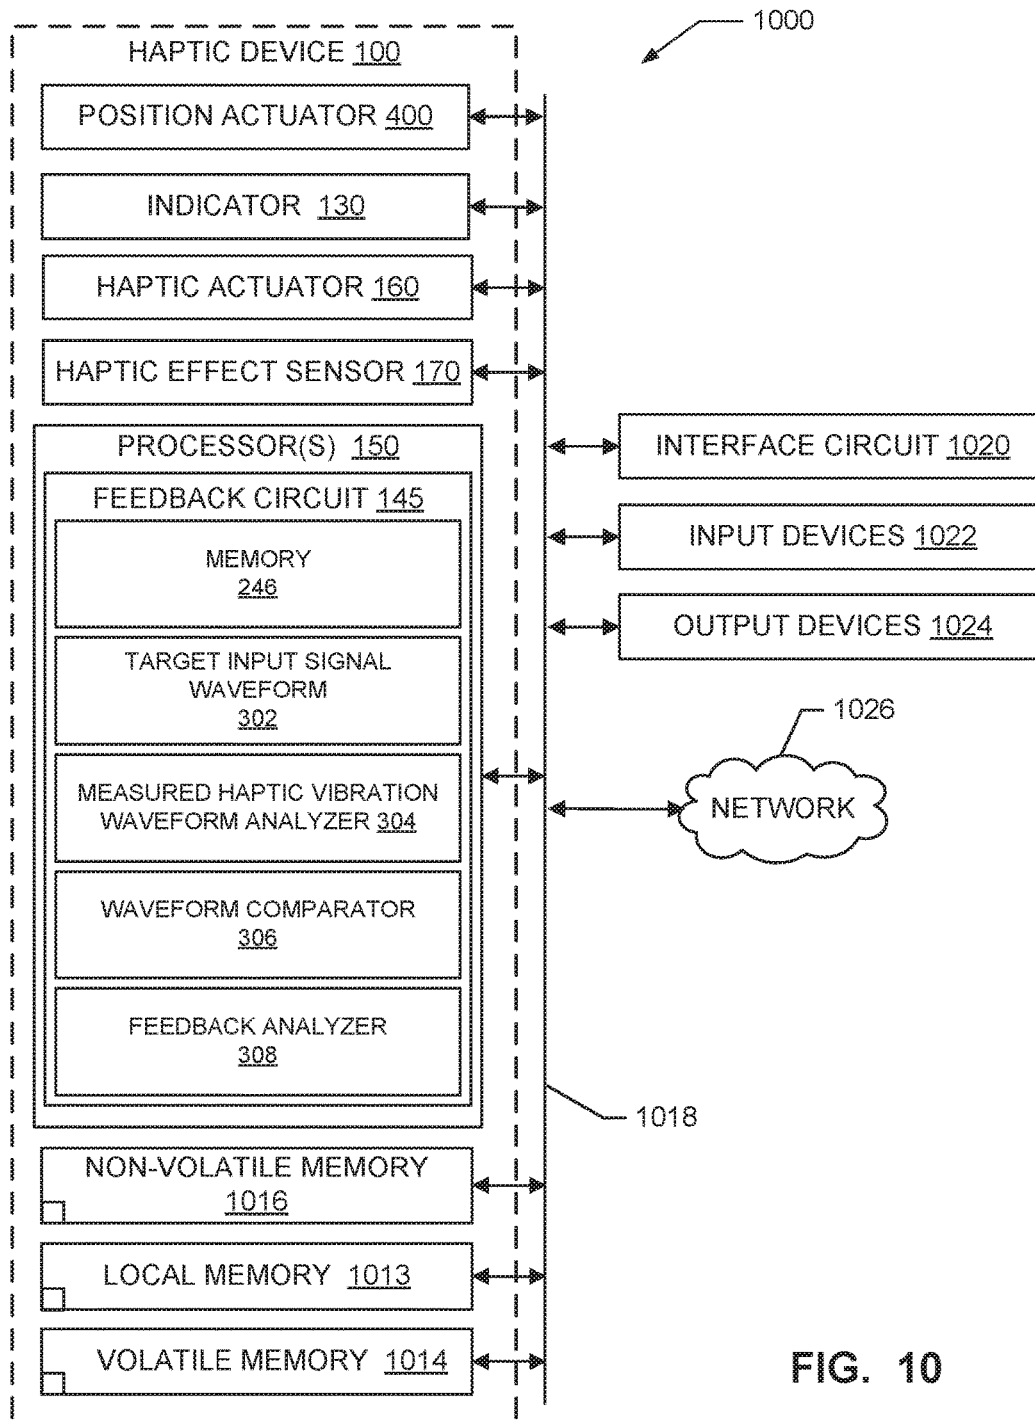 1000
HAPTIC DEVICE 100
POSITION ACTUATOR 400
INDICATOR 130
HAPTIC ACTUATOR 160
HAPTIC EFFECT SENSOR 170
PROCESSOR(S) 150
FEEDBACK CIRCUIT 145
MEMORY
246
TARGET INPUT SIGNAL
WAVEFORM
302
MEASURED HAPTIC VIBRATION
WAVEFORM ANALYZER 304
WAVEFORM COMPARATOR
306
FEEDBACK ANALYZER
308
NON-VOLATILE MEMORY
1016
LOCAL MEMORY 1013
VOLATILE MEMORY 1014
INTERFACE CIRCUIT 1020
INPUT DEVICES 1022
OUTPUT DEVICES 1024
1026
NETWORK
1018
FIG. 10